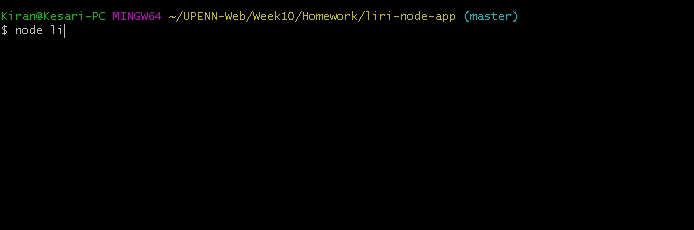 Kiran@Kesari-PC MINGW64 ~/UPENN-Web/Week10/Homework/liri-node-app (master)
$ node li